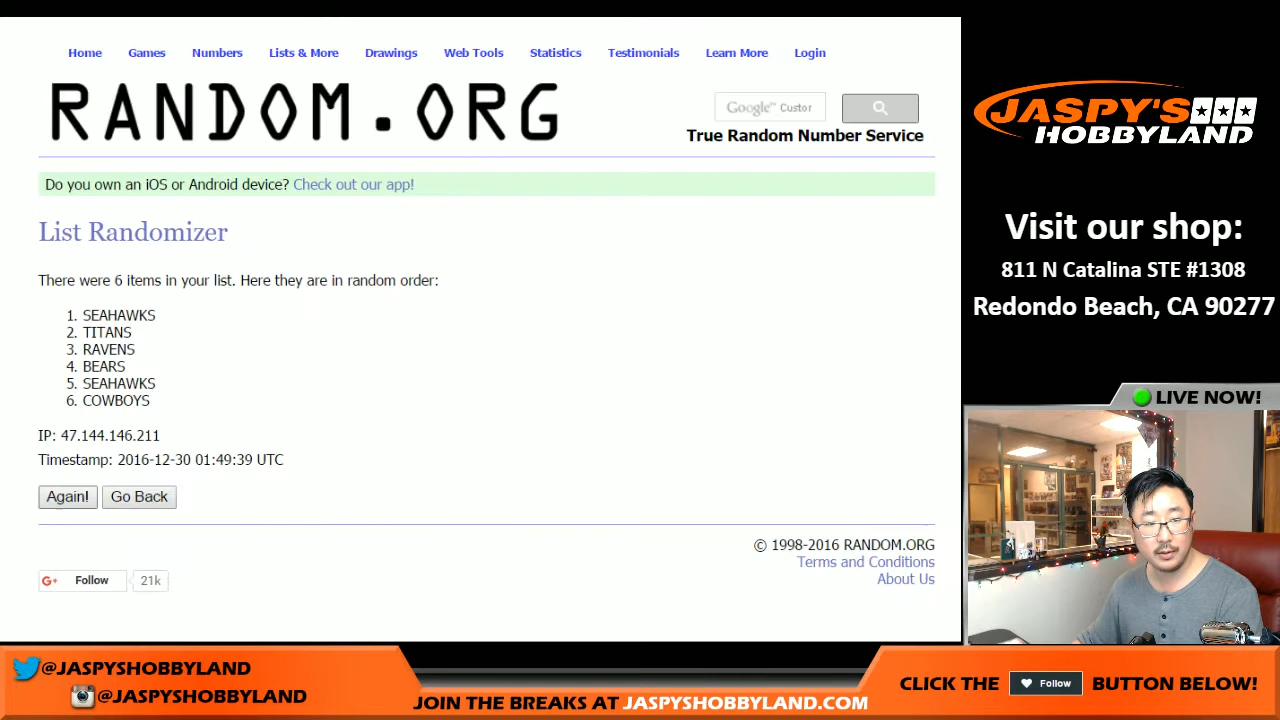 Home Games Numbers Lists & More Drawings Web Tools Statistics Testimonials Learn More Login
RANDOM.ORG
Google™ Custor
True Random Number Service
Do you own an iOS or Android device? Check out our app!
List Randomizer
There were 6 items in your list. Here they are in random order:
1. SEAHAWKS
2. TITANS
3. RAVENS
4. BEARS
5. SEAHAWKS
6. COWBOYS
IP: 47.144.146.211
Timestamp: 2016-12-30 01:49:39 UTC
Again! Go Back
© 1998-2016 RANDOM.ORG
Terms and Conditions
About Us
G+ Follow 21k
JASPY'S
HOBBYLAND
Visit our shop:
811 N Catalina STE #1308
Redondo Beach, CA 90277
LIVE NOW!
@JASPYSHOBBYLAND
@JASPYSHOBBYLAND
JOIN THE BREAKS AT JASPYSHOBBYLAND.COM
CLICK THE Follow BUTTON BELOW!